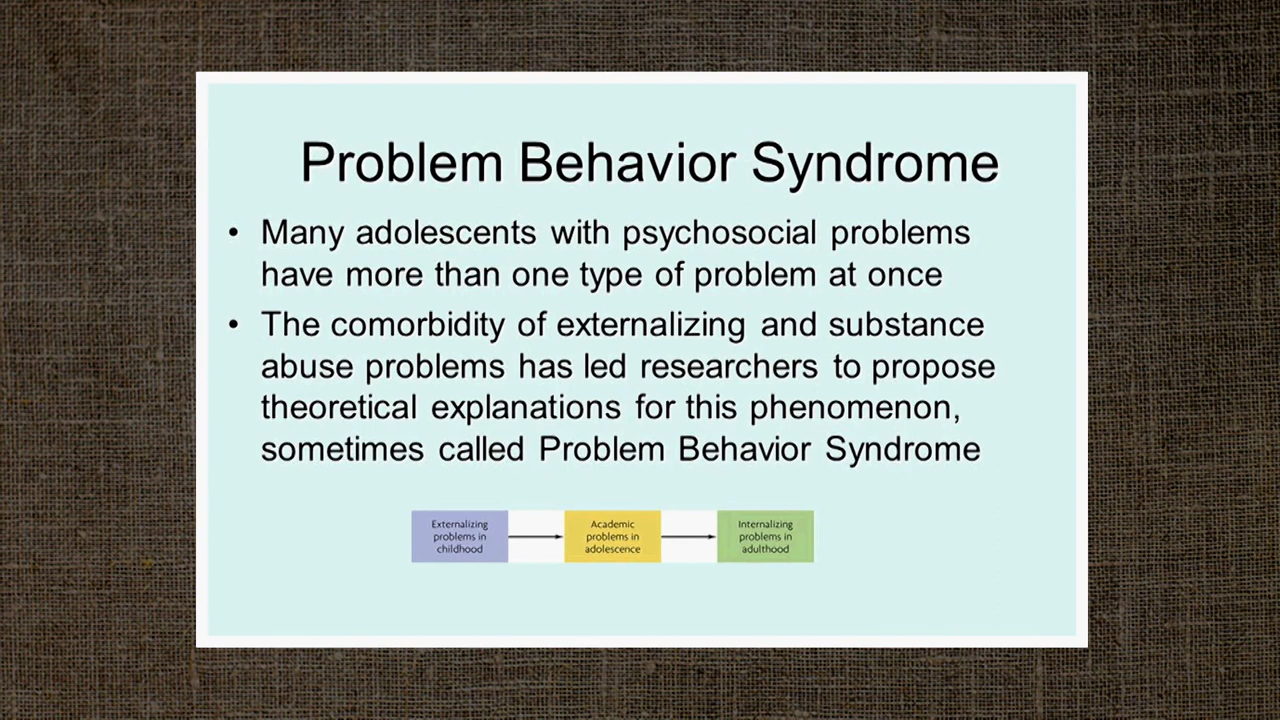 Problem Behavior Syndrome
• Many adolescents with psychosocial problems
have more than one type of problem at once
• The comorbidity of externalizing and substance
abuse problems has led researchers to propose
theoretical explanations for this phenomenon,
sometimes called Problem Behavior Syndrome
Externalizing
problems in
childhood
Academic
problems in
adolescence
Internalizing
problems in
adulthood